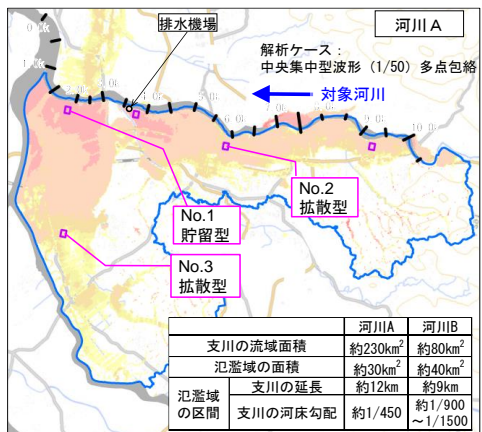 河川A
排水機場
解析ケース:
中央集中型波形(1/50)多点包絡
対象河川
No.1
貯留型
No.2
拡散型
No.3
拡散型
河川A 河川B
支川の流域面積 約230km² 約80km²
氾濫域の面積 約30km² 約40km²
氾濫域の区間 支川の延長 約12km 約9km
支川の河床勾配 約1/450 約1/900
～1/1500